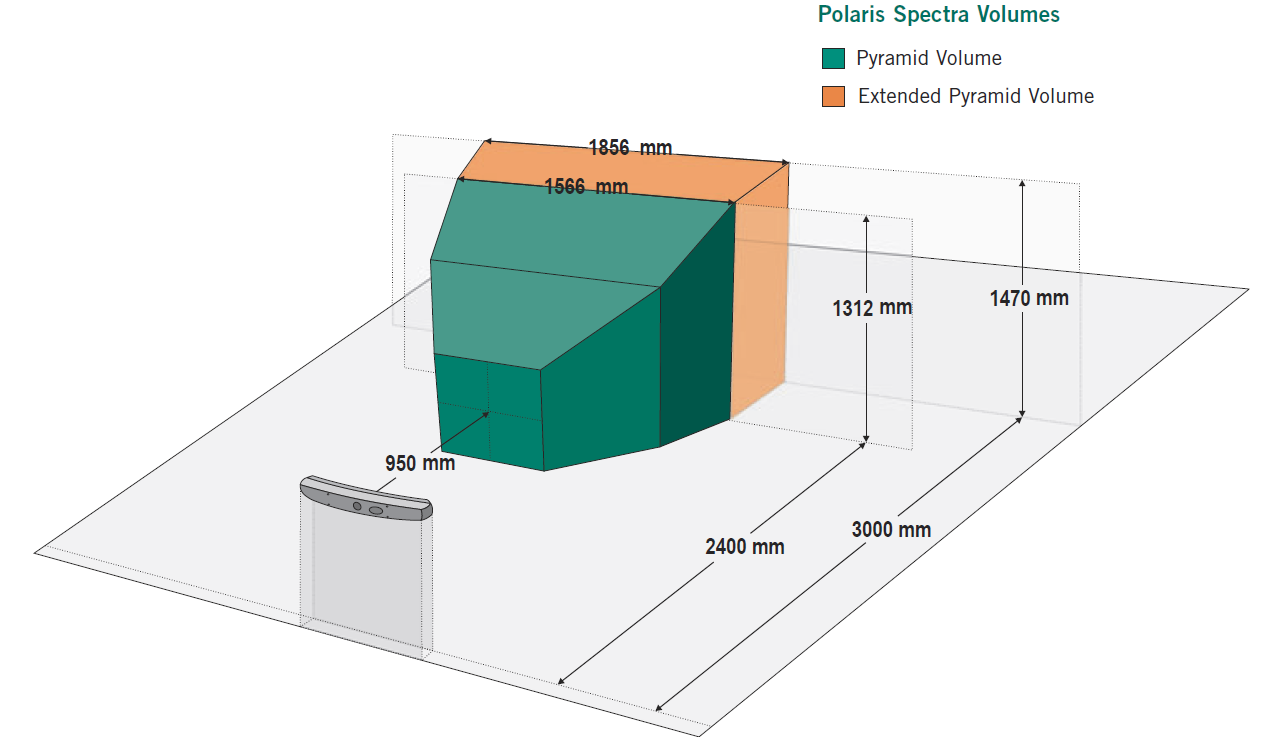 Polaris Spectra Volumes
Pyramid Volume
Extended Pyramid Volume
1856 mm
1566 mm
1312 mm
1470 mm
950 mm
2400 mm
3000 mm